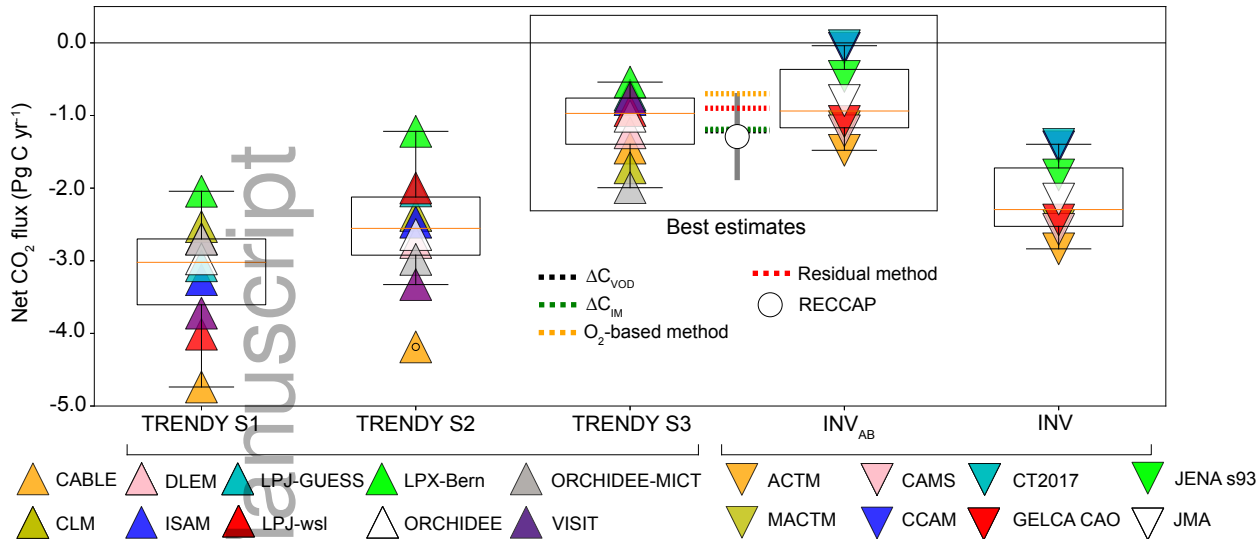 0.0
-1.0
-2.0
-3.0
-4.0
-5.0
Net CO₂ flux (Pg C yr⁻¹)
anuscript
Best estimates
ΔC_VOD
ΔC_IM
O₂-based method
Residual method
RECCAP
TRENDY S1 TRENDY S2 TRENDY S3 INV_AB INV
CABLE DLEM LPJ-GUESS LPX-Bern ORCHIDEE-MICT ACTM CAMS CT2017 JENA s93
CLM ISAM LPJ-wsl ORCHIDEE VISIT MACTM CCAM GELCA CAO JMA